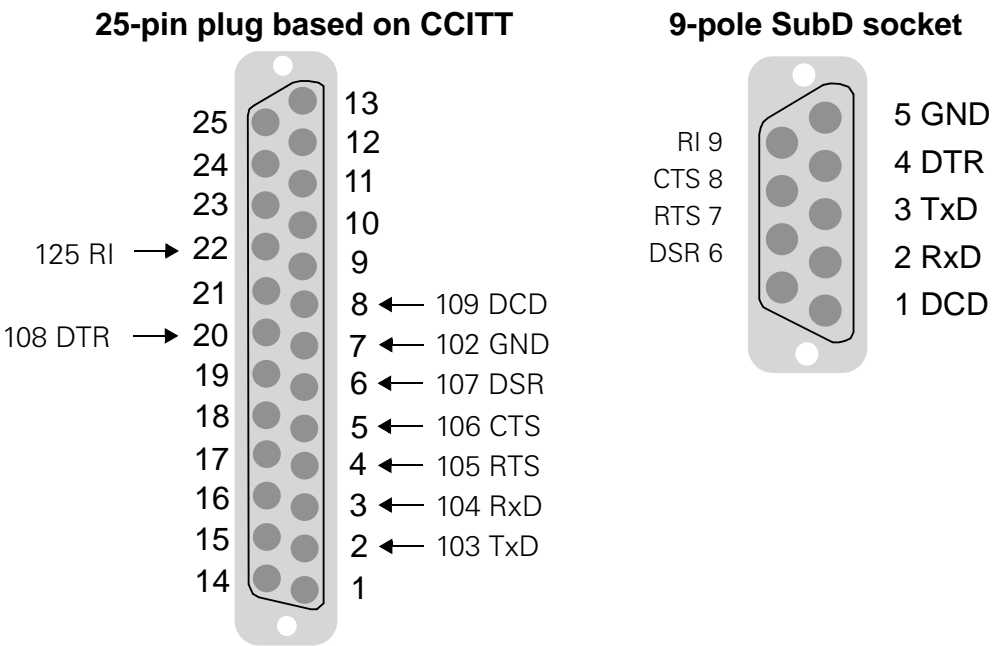 25-pin plug based on CCITT
13
25
12
24
11
23
10
125 RI
22
9
21
8
109 DCD
108 DTR
20
7
102 GND
19
6
107 DSR
18
5
106 CTS
17
4
105 RTS
16
3
104 RxD
15
2
103 TxD
14
1
9-pole SubD socket
5 GND
RI 9
4 DTR
CTS 8
3 TxD
RTS 7
2 RxD
DSR 6
1 DCD